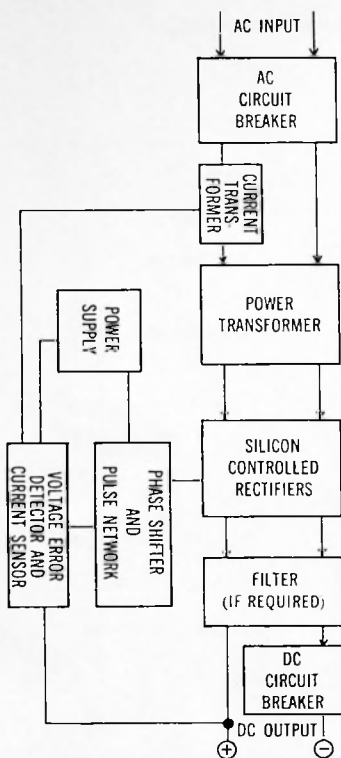 AC INPUT
AC
CIRCUIT
BREAKER
CURRENT
TRANS-
FORMER
POWER
TRANSFORMER
POWER
SUPPLY
SILICON
CONTROLLED
RECTIFIERS
PHASE SHIFTER
AND
PULSE NETWORK
VOLTAGE ERROR
DETECTOR AND
CURRENT SENSOR
FILTER
(IF REQUIRED)
DC
CIRCUIT
BREAKER
DC OUTPUT
+ −